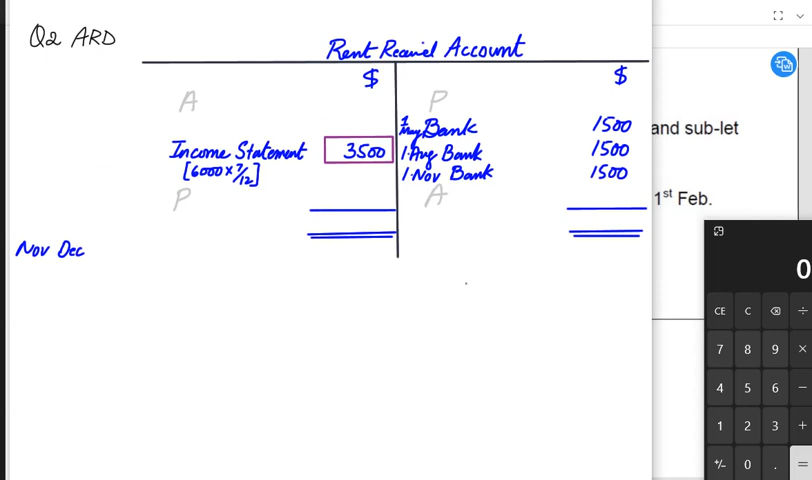 Q2 ARD
Rent Received Account
$ $
A P
1 May Bank 1500
Income Statement 3500 1 Aug Bank 1500
[6000 x 7/12] 1 Nov Bank 1500
P A
Nov Dec
and sub-let
1st Feb.
0
CE C ⌫ ÷
7 8 9 ×
4 5 6 −
1 2 3 +
+/− 0 . =